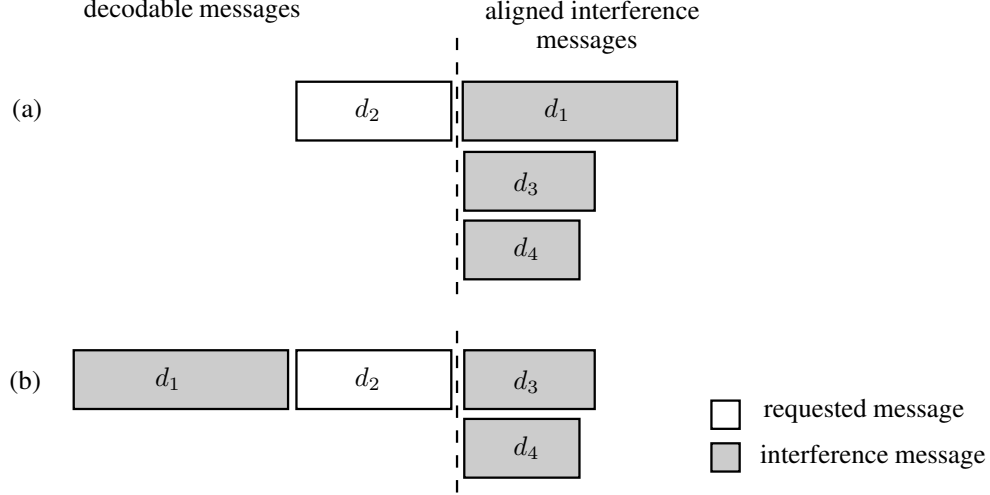 decodable messages
aligned interference
messages
(a)
d₂
d₁
d₃
d₄
(b)
d₁
d₂
d₃
d₄
requested message
interference message